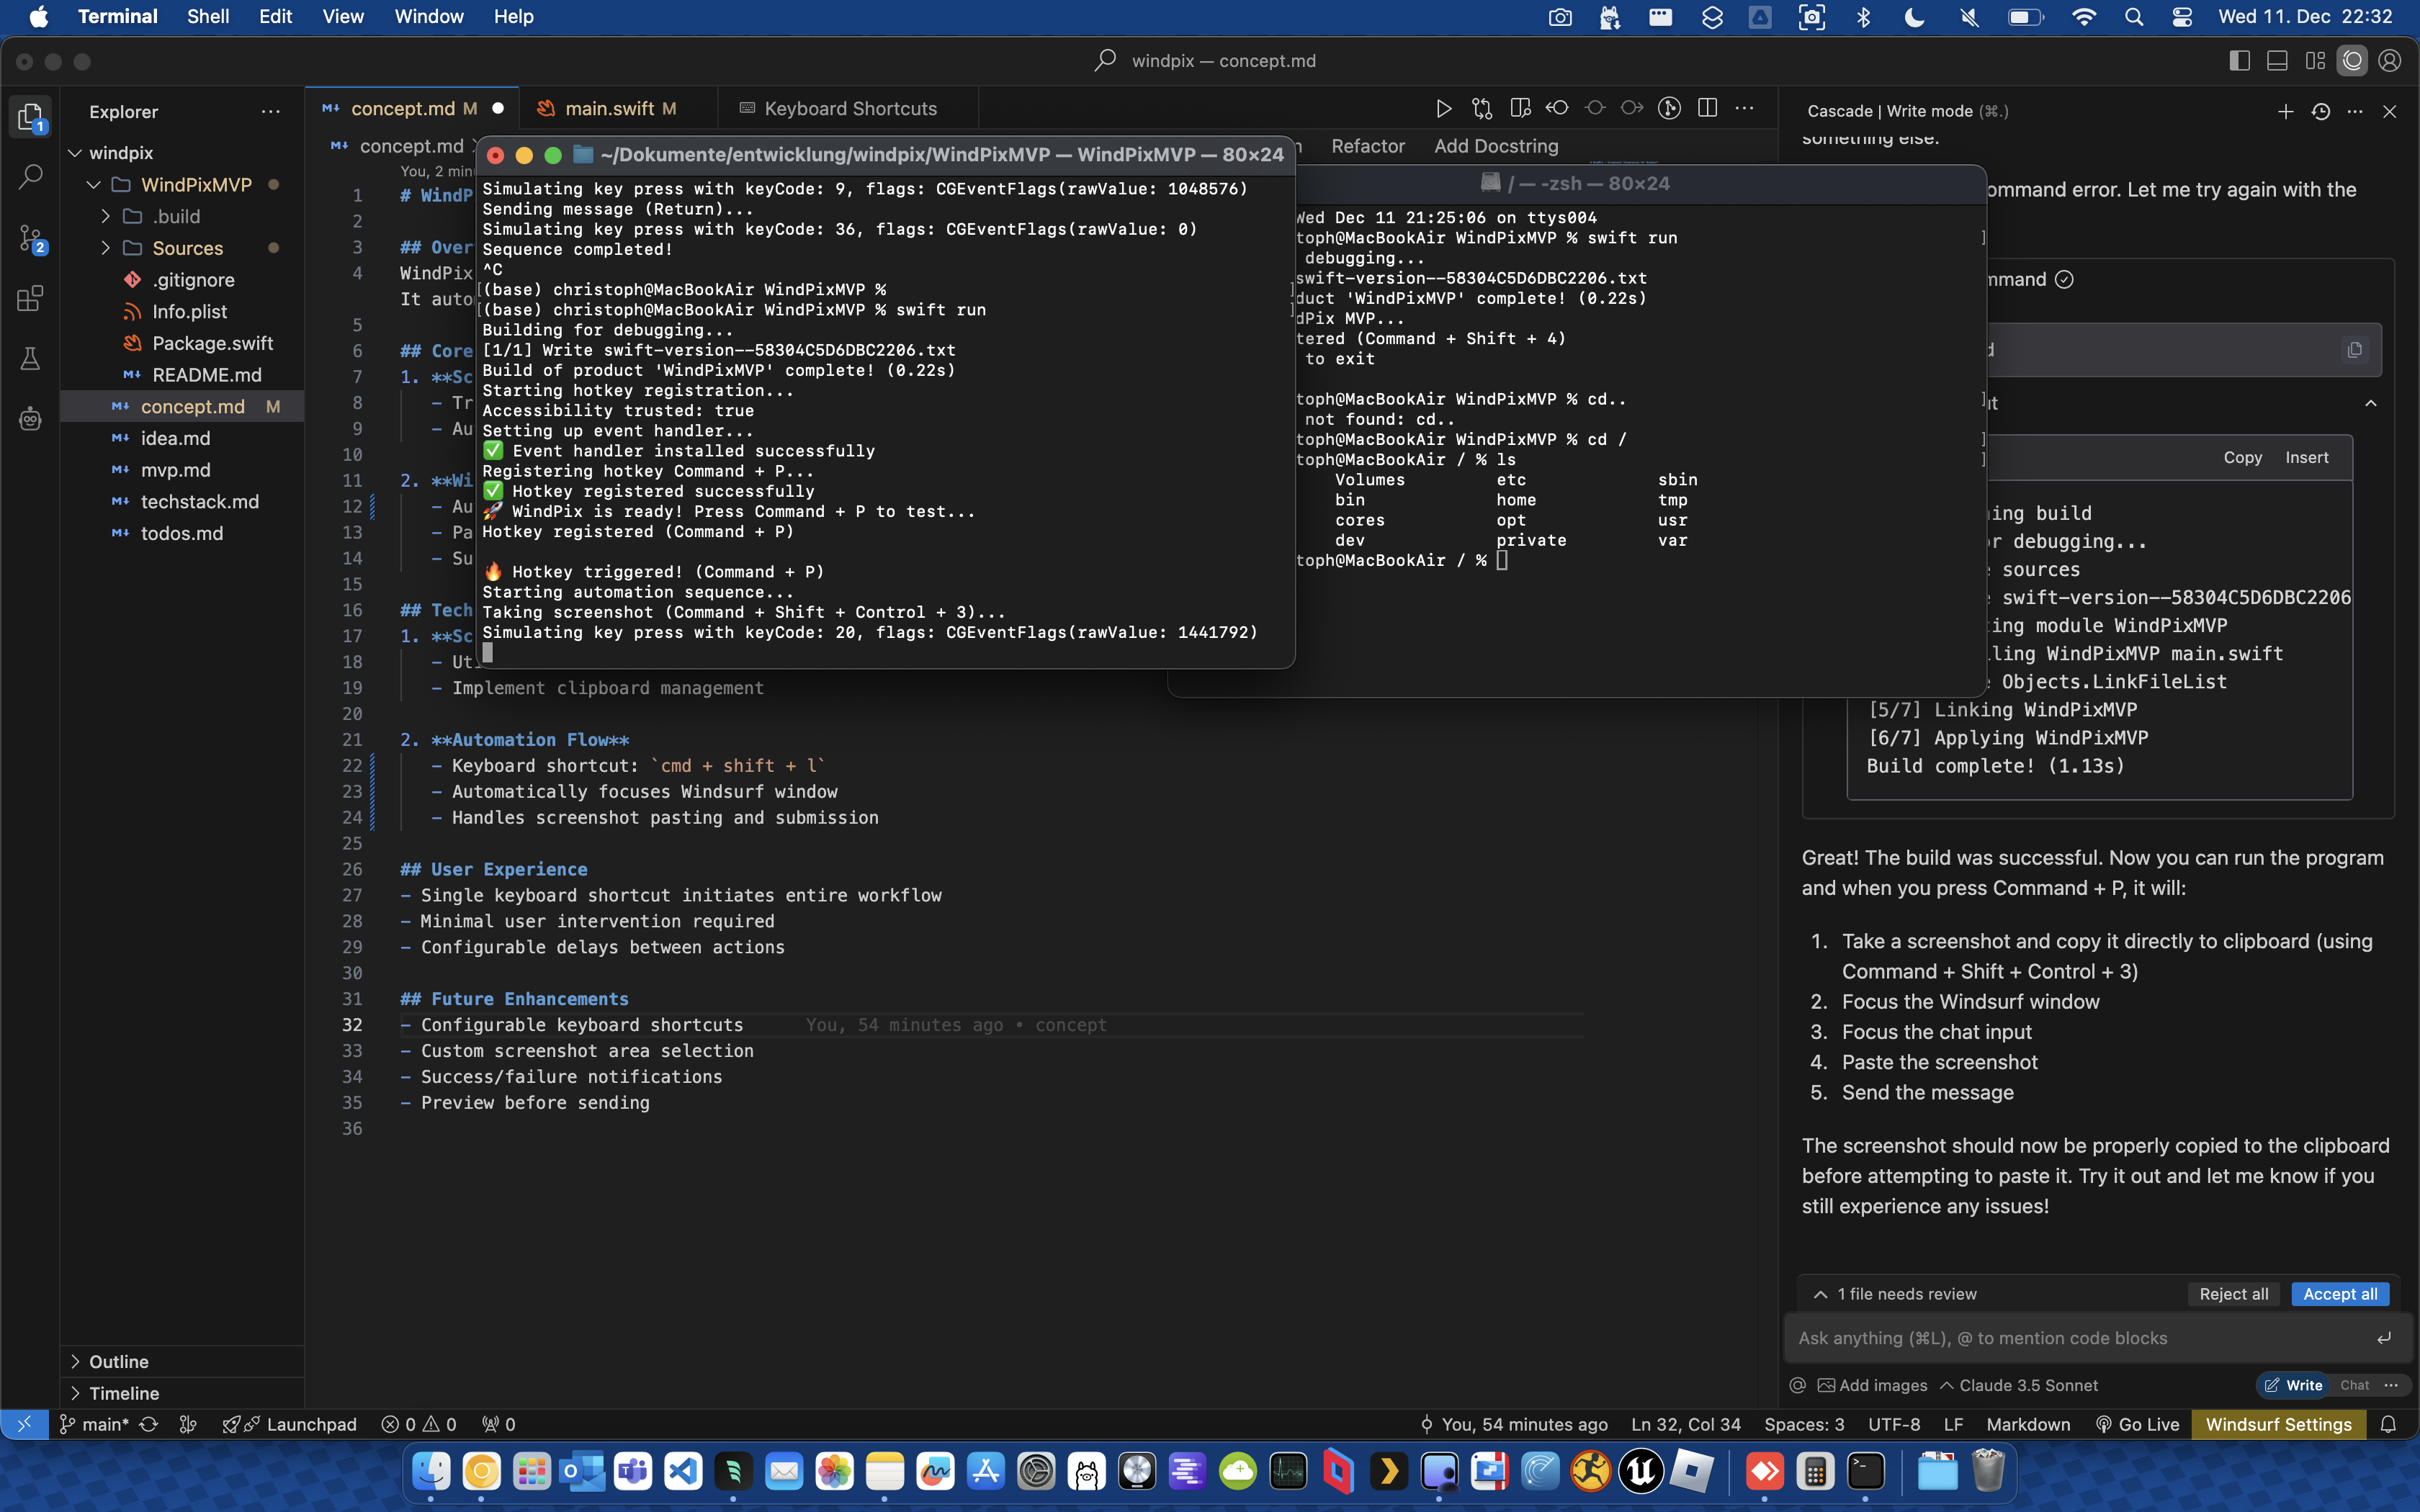 Terminal Shell Edit View Window Help Wed 11. Dec 22:32
windpix — concept.md
Explorer
1
2
windpix
WindPixMVP
.build
Sources
.gitignore
Info.plist
Package.swift
README.md
concept.md M
idea.md
mvp.md
techstack.md
todos.md
Outline
Timeline
concept.md M
main.swift M
Keyboard Shortcuts
concept.md
Refactor Add Docstring
You, 2 min
1 # WindP
2
3 ## Over
4 WindPix
It auto
5
6 ## Core
7 1. **Sc
8 - Tr
9 - Au
10
11 2. **Wi
12 - Au
13 - Pa
14 - Su
15
16 ## Tech
17 1. **Sc
18 - Uti
19 - Implement clipboard management
20
21 2. **Automation Flow**
22 - Keyboard shortcut: `cmd + shift + l`
23 - Automatically focuses Windsurf window
24 - Handles screenshot pasting and submission
25
26 ## User Experience
27 - Single keyboard shortcut initiates entire workflow
28 - Minimal user intervention required
29 - Configurable delays between actions
30
31 ## Future Enhancements
32 - Configurable keyboard shortcuts You, 54 minutes ago • concept
33 - Custom screenshot area selection
34 - Success/failure notifications
35 - Preview before sending
36
~/Dokumente/entwicklung/windpix/WindPixMVP — WindPixMVP — 80×24
Simulating key press with keyCode: 9, flags: CGEventFlags(rawValue: 1048576)
Sending message (Return)...
Simulating key press with keyCode: 36, flags: CGEventFlags(rawValue: 0)
Sequence completed!
^C
[(base) christoph@MacBookAir WindPixMVP % ]
[(base) christoph@MacBookAir WindPixMVP % swift run ]
Building for debugging...
[1/1] Write swift-version--58304C5D6DBC2206.txt
Build of product 'WindPixMVP' complete! (0.22s)
Starting hotkey registration...
Accessibility trusted: true
Setting up event handler...
✅ Event handler installed successfully
Registering hotkey Command + P...
✅ Hotkey registered successfully
🚀 WindPix is ready! Press Command + P to test...
Hotkey registered (Command + P)
🔥 Hotkey triggered! (Command + P)
Starting automation sequence...
Taking screenshot (Command + Shift + Control + 3)...
Simulating key press with keyCode: 20, flags: CGEventFlags(rawValue: 1441792)
/ — -zsh — 80×24
Wed Dec 11 21:25:06 on ttys004
toph@MacBookAir WindPixMVP % swift run ]
debugging...
swift-version--58304C5D6DBC2206.txt
duct 'WindPixMVP' complete! (0.22s)
dPix MVP...
tered (Command + Shift + 4)
to exit
toph@MacBookAir WindPixMVP % cd.. ]
not found: cd..
toph@MacBookAir WindPixMVP % cd / ]
toph@MacBookAir / % ls ]
Volumes etc sbin
bin home tmp
cores opt usr
dev private var
toph@MacBookAir / %
Cascade | Write mode (⌘.)
something else.
ommand error. Let me try again with the
mmand
d
ut
Copy Insert
ing build
r debugging...
sources
swift-version--58304C5D6DBC2206
ing module WindPixMVP
ling WindPixMVP main.swift
Objects.LinkFileList
[5/7] Linking WindPixMVP
[6/7] Applying WindPixMVP
Build complete! (1.13s)
Great! The build was successful. Now you can run the program
and when you press Command + P, it will:
1. Take a screenshot and copy it directly to clipboard (using
Command + Shift + Control + 3)
2. Focus the Windsurf window
3. Focus the chat input
4. Paste the screenshot
5. Send the message
The screenshot should now be properly copied to the clipboard
before attempting to paste it. Try it out and let me know if you
still experience any issues!
1 file needs review Reject all Accept all
Ask anything (⌘L), @ to mention code blocks
Add images Claude 3.5 Sonnet Write Chat
main* Launchpad 0 0 0 You, 54 minutes ago Ln 32, Col 34 Spaces: 3 UTF-8 LF Markdown Go Live Windsurf Settings